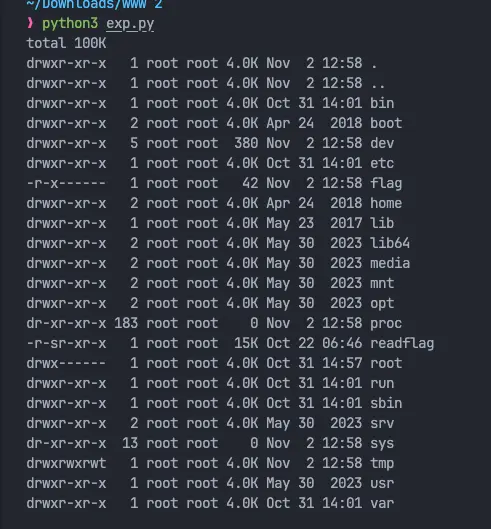 ~/Downloads/www 2
❯ python3 exp.py
total 100K
drwxr-xr-x   1 root root 4.0K Nov  2 12:58 .
drwxr-xr-x   1 root root 4.0K Nov  2 12:58 ..
drwxr-xr-x   1 root root 4.0K Oct 31 14:01 bin
drwxr-xr-x   2 root root 4.0K Apr 24  2018 boot
drwxr-xr-x   5 root root  380 Nov  2 12:58 dev
drwxr-xr-x   1 root root 4.0K Oct 31 14:01 etc
-r-x------   1 root root   42 Nov  2 12:58 flag
drwxr-xr-x   2 root root 4.0K Apr 24  2018 home
drwxr-xr-x   1 root root 4.0K May 23  2017 lib
drwxr-xr-x   2 root root 4.0K May 30  2023 lib64
drwxr-xr-x   2 root root 4.0K May 30  2023 media
drwxr-xr-x   2 root root 4.0K May 30  2023 mnt
drwxr-xr-x   2 root root 4.0K May 30  2023 opt
dr-xr-xr-x 183 root root    0 Nov  2 12:58 proc
-r-sr-xr-x   1 root root  15K Oct 22 06:46 readflag
drwx------   1 root root 4.0K Oct 31 14:57 root
drwxr-xr-x   1 root root 4.0K Oct 31 14:01 run
drwxr-xr-x   1 root root 4.0K Oct 31 14:01 sbin
drwxr-xr-x   2 root root 4.0K May 30  2023 srv
dr-xr-xr-x  13 root root    0 Nov  2 12:58 sys
drwxrwxrwt   1 root root 4.0K Nov  2 12:58 tmp
drwxr-xr-x   1 root root 4.0K May 30  2023 usr
drwxr-xr-x   1 root root 4.0K Oct 31 14:01 var